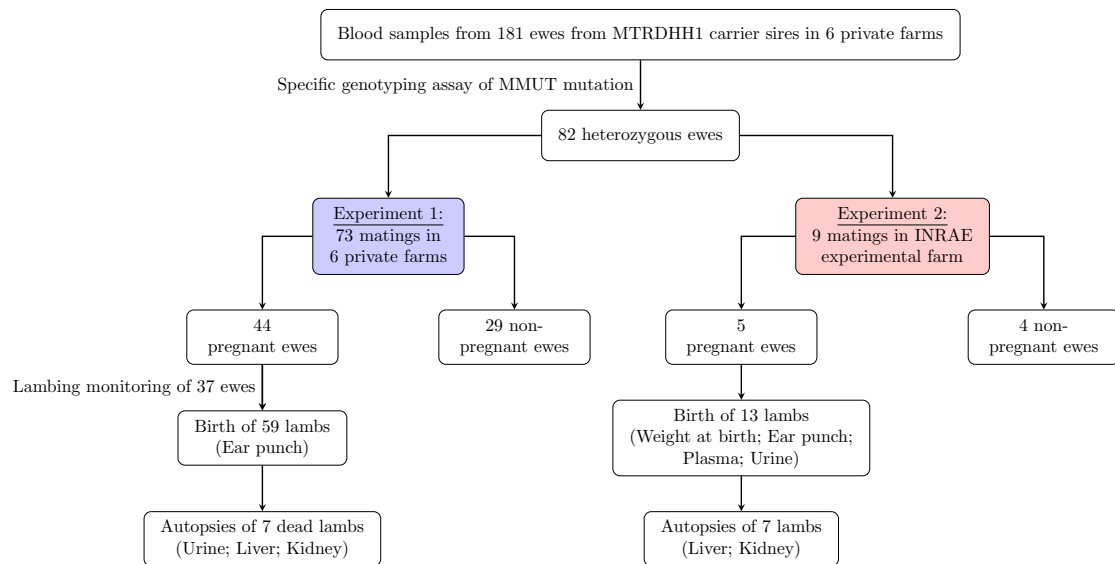 Blood samples from 181 ewes from MTRDHH1 carrier sires in 6 private farms
Specific genotyping assay of MMUT mutation
82 heterozygous ewes
Experiment 1:
73 matings in
6 private farms
Experiment 2:
9 matings in INRAE
experimental farm
44
pregnant ewes
29 non-
pregnant ewes
5
pregnant ewes
4 non-
pregnant ewes
Lambing monitoring of 37 ewes
Birth of 59 lambs
(Ear punch)
Birth of 13 lambs
(Weight at birth; Ear punch;
Plasma; Urine)
Autopsies of 7 dead lambs
(Urine; Liver; Kidney)
Autopsies of 7 lambs
(Liver; Kidney)